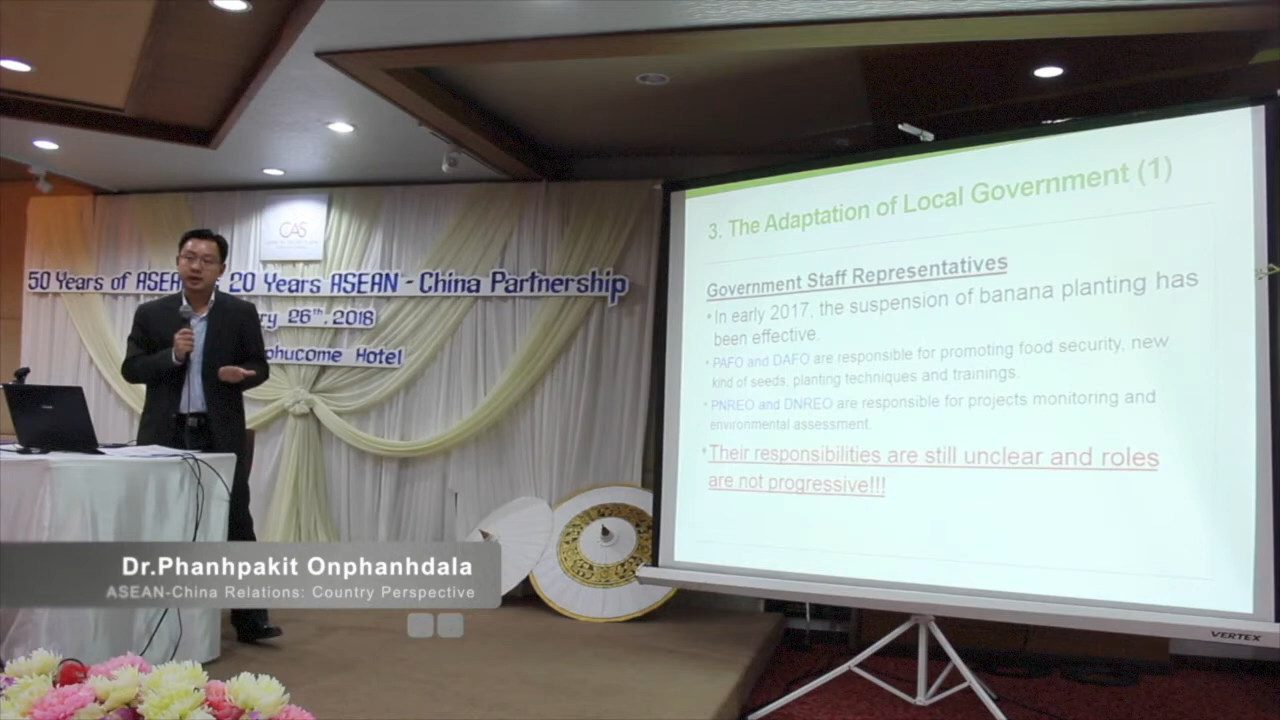 CAS
50 Years of ASEA 20 Years ASEAN - China Partnership
ry 26th, 2018
phucome Hotel
3. The Adaptation of Local Government (1)
Government Staff Representatives
• In early 2017, the suspension of banana planting has
been effective.
• PAFO and DAFO are responsible for promoting food security, new
kind of seeds, planting techniques and trainings.
• PNREO and DNREO are responsible for projects monitoring and
environmental assessment.
• Their responsibilities are still unclear and roles
are not progressive!!!
VERTEX
Dr.Phanhpakit Onphanhdala
ASEAN-China Relations: Country Perspective